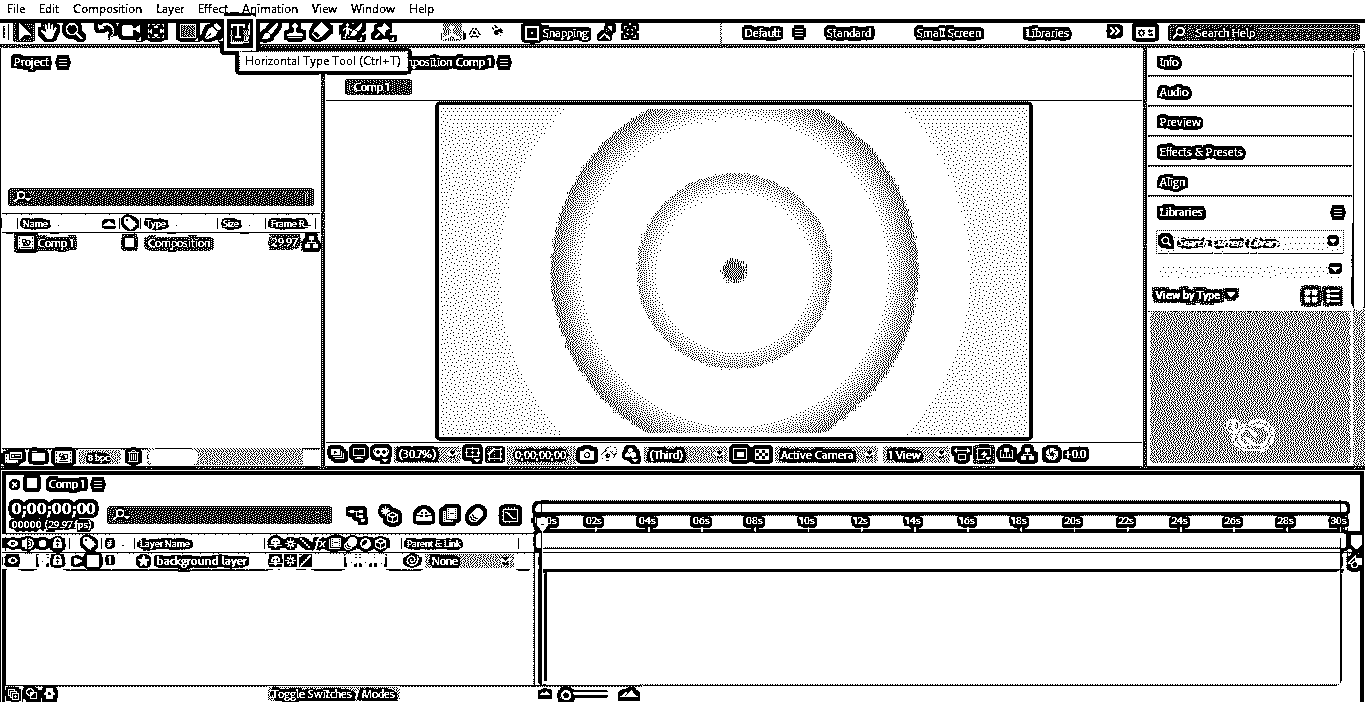 File Edit Composition Layer Effect Animation View Window Help
Snapping Default Standard Small Screen Libraries Search Help
Horizontal Type Tool (Ctrl+T)
Project
position Comp 1
Comp 1
Info
Audio
Preview
Effects & Presets
Align
Libraries
Search Current Library
View by Type
Name Type Size Frame R...
Comp 1 Composition 29.97
8 bpc
(30.7%) 0;00;00;00 (Third) Active Camera 1 View +0.0
Comp 1
0;00;00;00
00000 (29.97 fps)
0s 02s 04s 06s 08s 10s 12s 14s 16s 18s 20s 22s 24s 26s 28s 30s
# Layer Name Parent & Link
1 background layer None
Toggle Switches / Modes